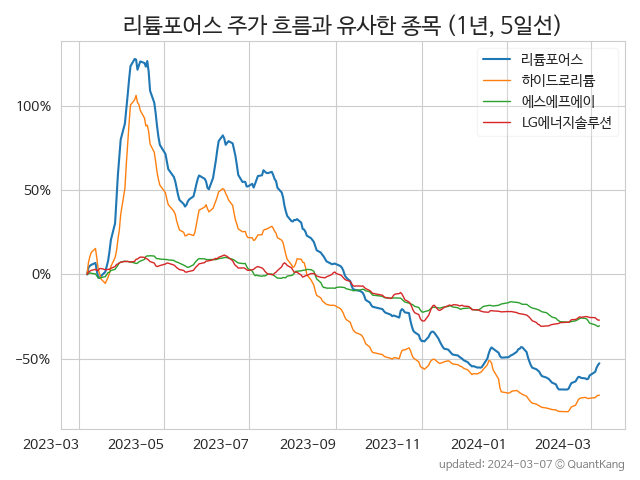 리튬포어스 주가 흐름과 유사한 종목 (1년, 5일선)
리튬포어스
하이드로리튬
에스에프에이
LG에너지솔루션
100%
50%
0%
−50%
2023-03 2023-05 2023-07 2023-09 2023-11 2024-01 2024-03
updated: 2024-03-07 © QuantKang